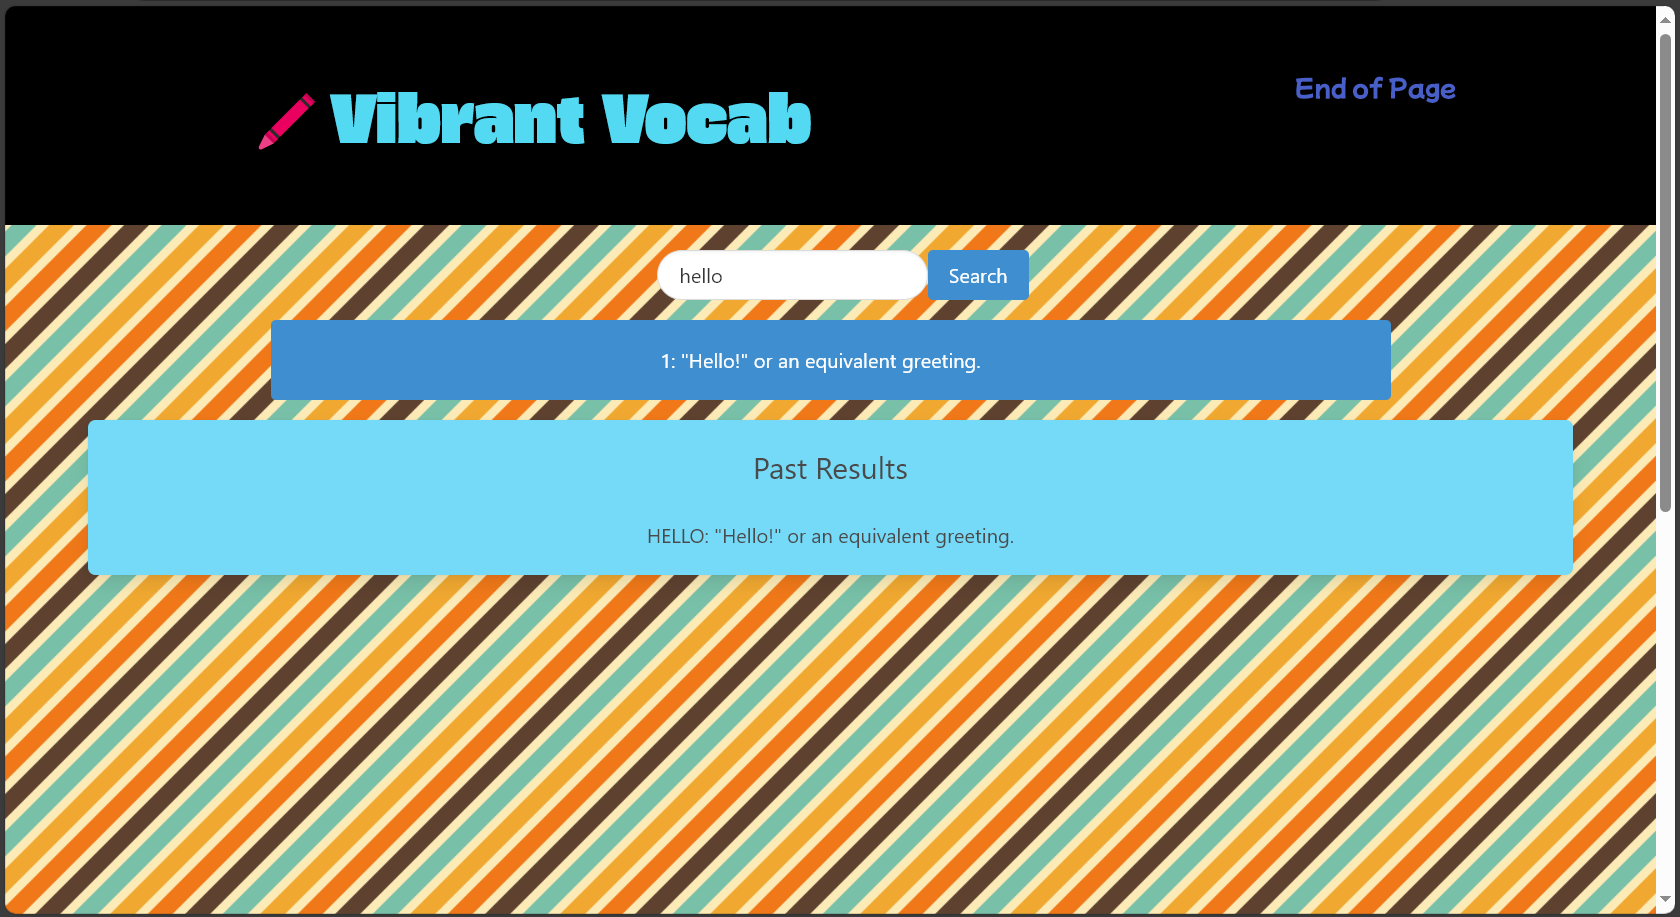 Vibrant Vocab
End of Page
hello
Search
1: "Hello!" or an equivalent greeting.
Past Results
HELLO: "Hello!" or an equivalent greeting.